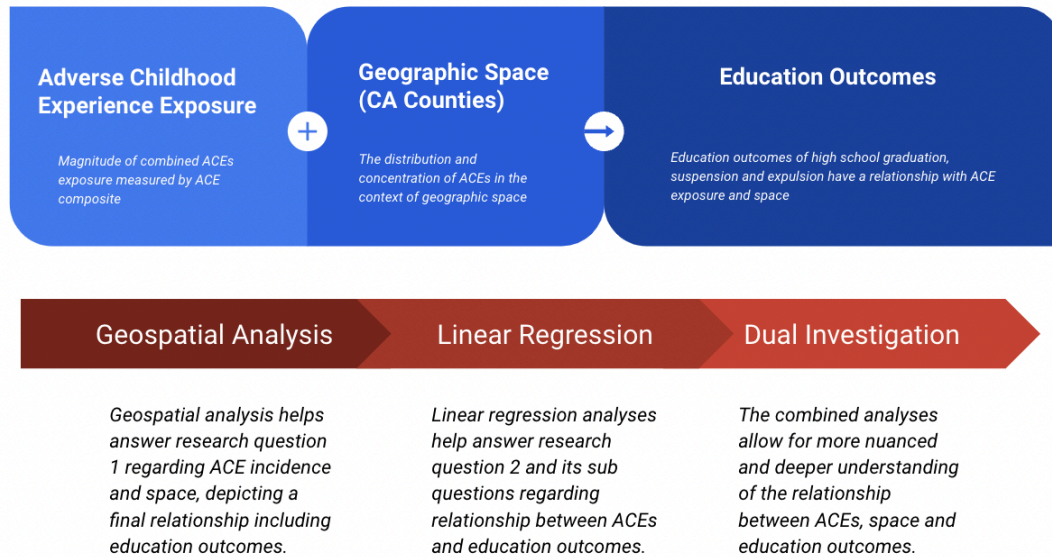 Adverse Childhood
Experience Exposure
Magnitude of combined ACEs
exposure measured by ACE
composite
Geographic Space
(CA Counties)
The distribution and
concentration of ACEs in the
context of geographic space
Education Outcomes
Education outcomes of high school graduation,
suspension and expulsion have a relationship with ACE
exposure and space
Geospatial Analysis
Linear Regression
Dual Investigation
Geospatial analysis helps
answer research question
1 regarding ACE incidence
and space, depicting a
final relationship including
education outcomes.
Linear regression analyses
help answer research
question 2 and its sub
questions regarding
relationship between ACEs
and education outcomes.
The combined analyses
allow for more nuanced
and deeper understanding
of the relationship
between ACEs, space and
education outcomes.